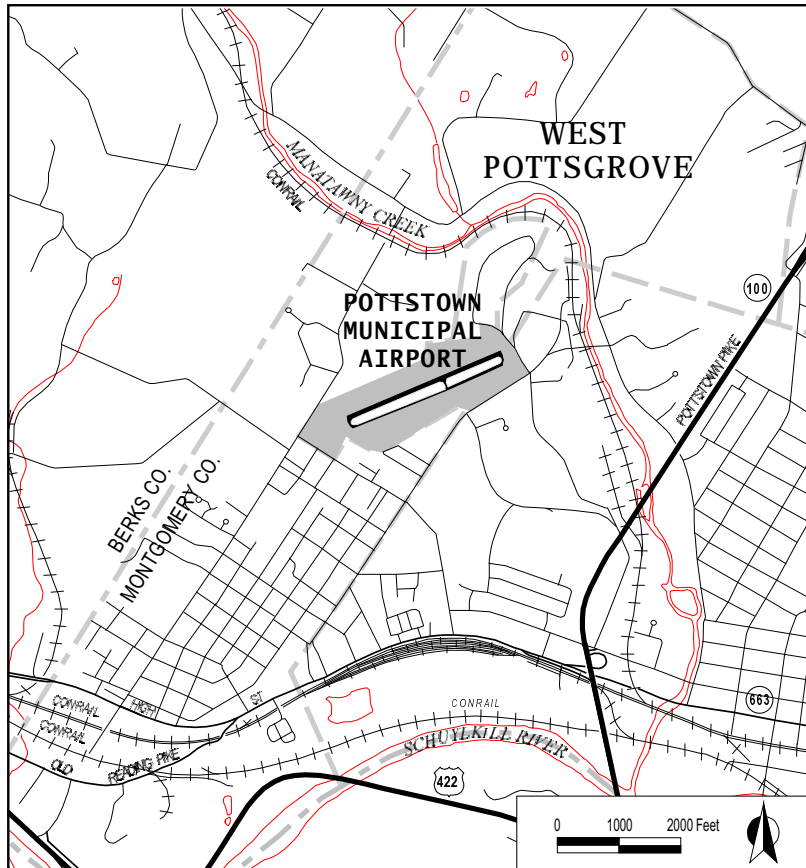 WEST
POTTSGROVE
MANATAWNY CREEK
CONRAIL
100
POTTSTOWN
MUNICIPAL
AIRPORT
POTTSTOWN PIKE
BERKS CO.
MONTGOMERY CO.
CONRAIL
HIGH
ST
CONRAIL
663
CONRAIL
OLD
READING PIKE
SCHUYLKILL RIVER
422
0 1000 2000 Feet